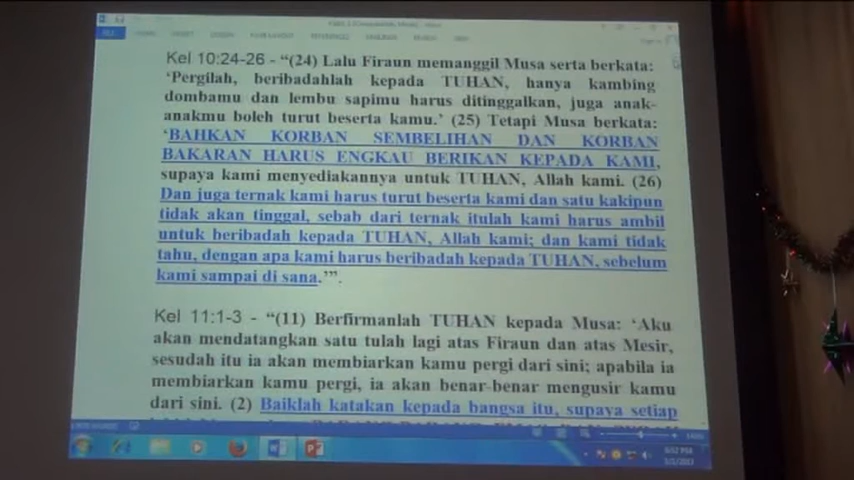 Kel 10:24-26 - “(24) Lalu Firaun memanggil Musa serta berkata:
‘Pergilah, beribadahlah kepada TUHAN, hanya kambing
dombamu dan lembu sapimu harus ditinggalkan, juga anak-
anakmu boleh turut beserta kamu.’ (25) Tetapi Musa berkata:
‘BAHKAN KORBAN SEMBELIHAN DAN KORBAN
BAKARAN HARUS ENGKAU BERIKAN KEPADA KAMI,
supaya kami menyediakannya untuk TUHAN, Allah kami. (26)
Dan juga ternak kami harus turut beserta kami dan satu kakipun
tidak akan tinggal, sebab dari ternak itulah kami harus ambil
untuk beribadah kepada TUHAN, Allah kami; dan kami tidak
tahu, dengan apa kami harus beribadah kepada TUHAN, sebelum
kami sampai di sana.’”.
Kel 11:1-3 - “(11) Berfirmanlah TUHAN kepada Musa: ‘Aku
akan mendatangkan satu tulah lagi atas Firaun dan atas Mesir,
sesudah itu ia akan membiarkan kamu pergi dari sini; apabila ia
membiarkan kamu pergi, ia akan benar-benar mengusir kamu
dari sini. (2) Baiklah katakan kepada bangsa itu, supaya setiap